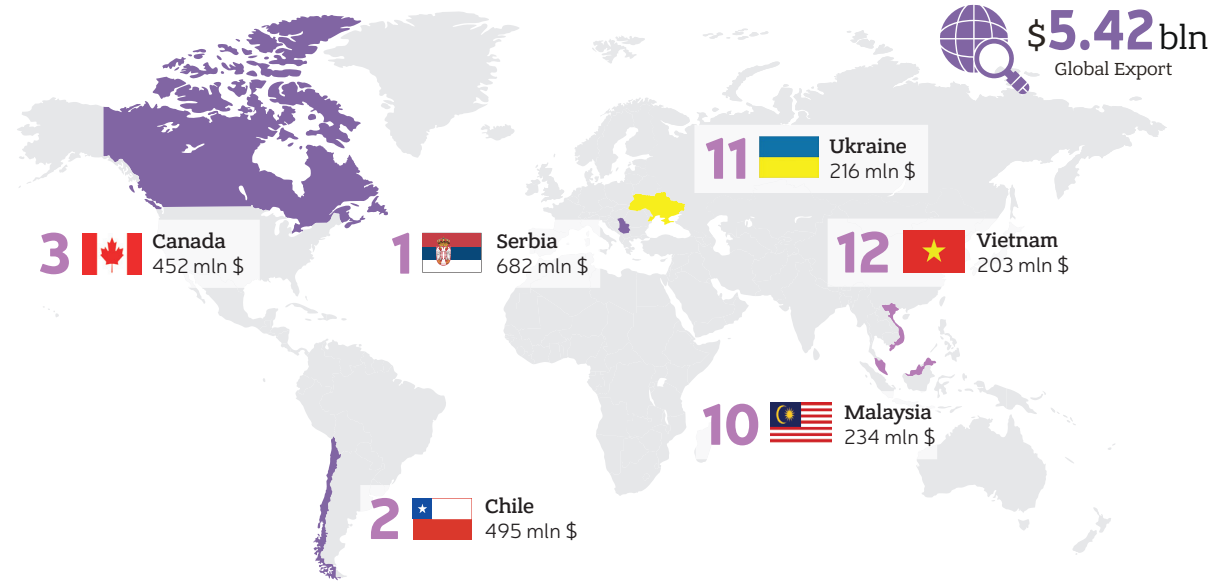 $5.42 bln
Global Export
11
Ukraine
216 mln $
3
Canada
452 mln $
1
Serbia
682 mln $
12
Vietnam
203 mln $
10
Malaysia
234 mln $
2
Chile
495 mln $